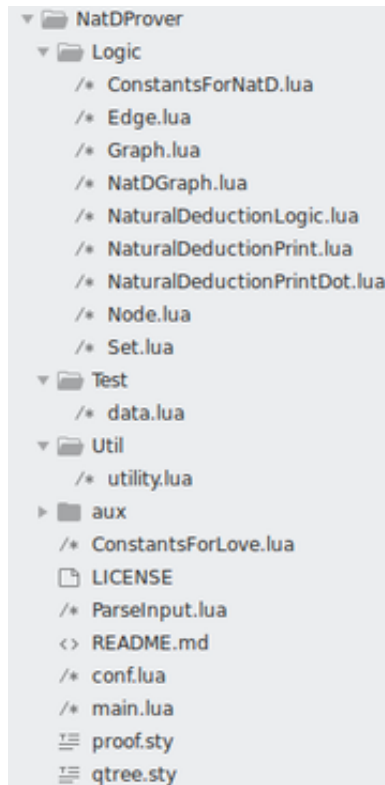 NatDProver
Logic
/* ConstantsForNatD.lua
/* Edge.lua
/* Graph.lua
/* NatDGraph.lua
/* NaturalDeductionLogic.lua
/* NaturalDeductionPrint.lua
/* NaturalDeductionPrintDot.lua
/* Node.lua
/* Set.lua
Test
/* data.lua
Util
/* utility.lua
aux
/* ConstantsForLove.lua
LICENSE
/* ParseInput.lua
<> README.md
/* conf.lua
/* main.lua
proof.sty
qtree.sty